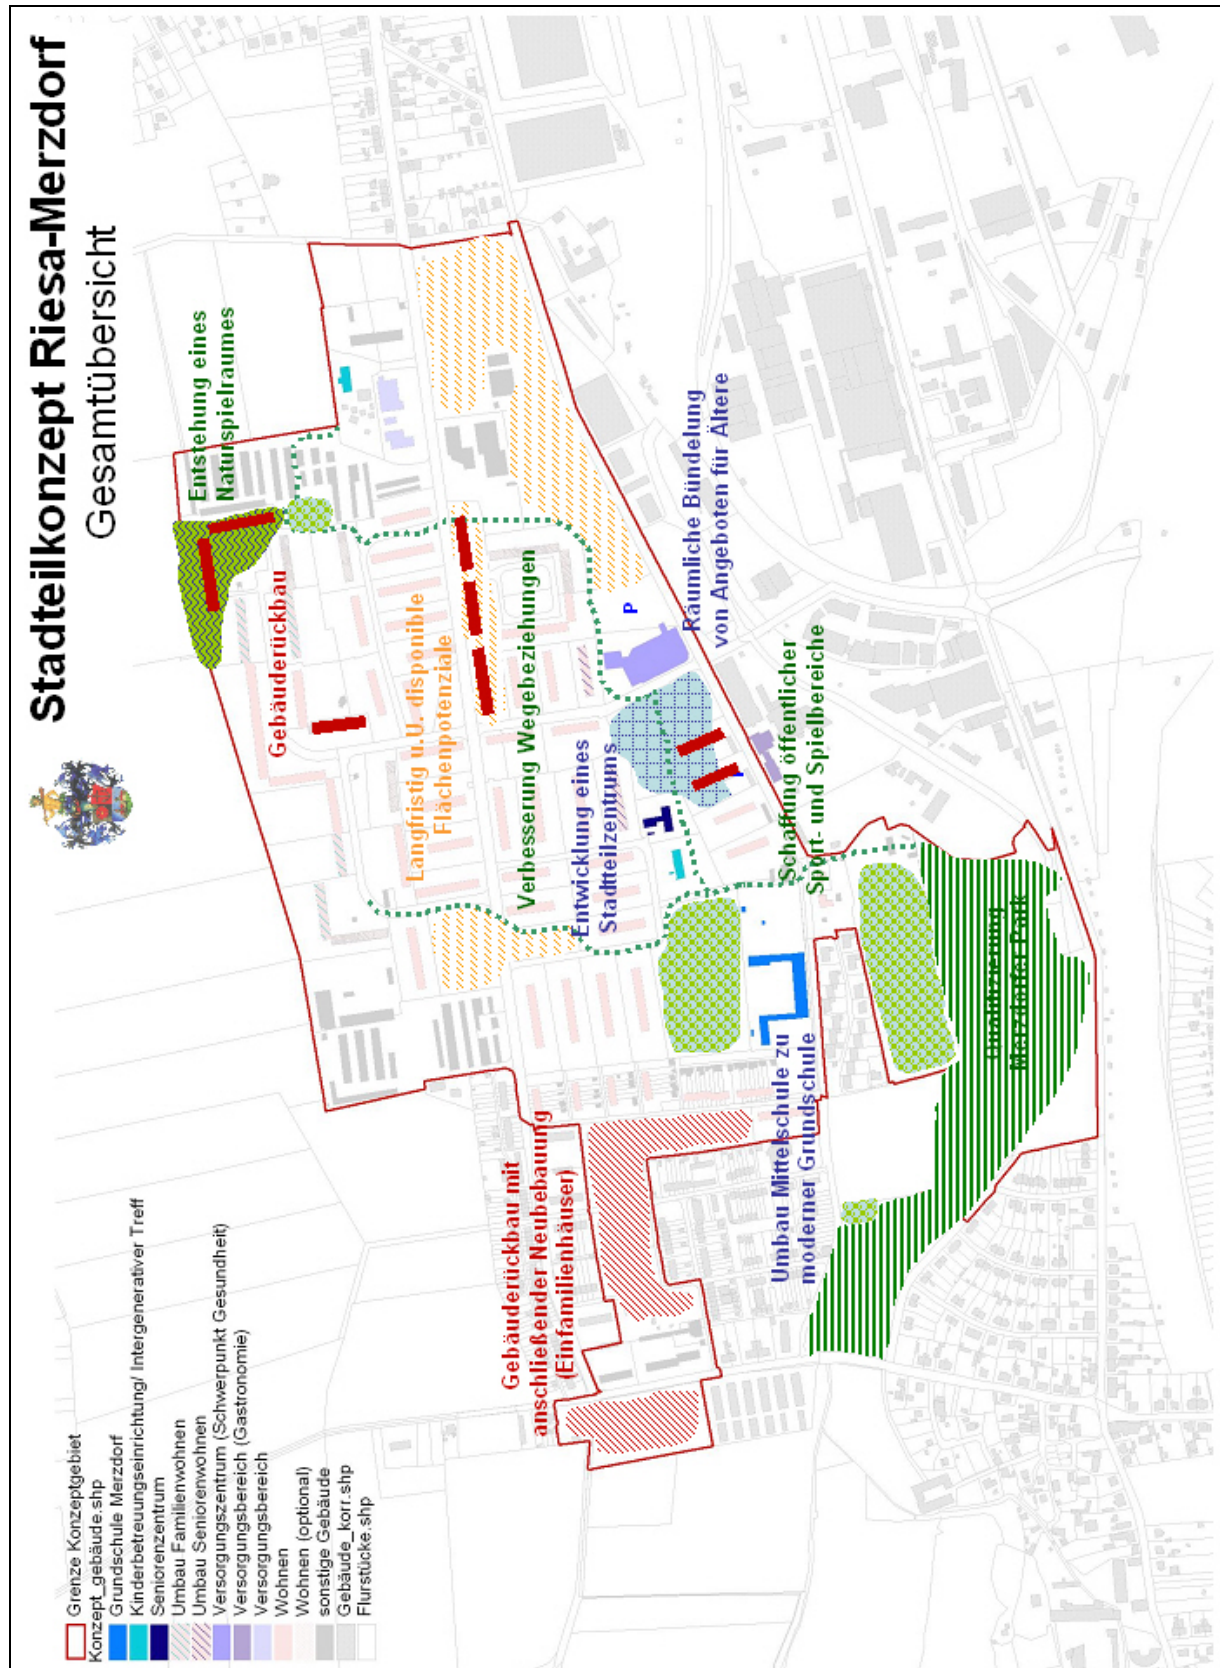 Stadtteilkonzept Riesa-Merzdorf
Gesamtübersicht
Grenze Konzeptgebiet
Konzept_gebäude.shp
Grundschule Merzdorf
Kinderbetreuungseinrichtung/ Intergenerativer Treff
Seniorenzentrum
Umbau Familienwohnen
Umbau Seniorenwohnen
Versorgungszentrum (Schwerpunkt Gesundheit)
Versorgungsbereich (Gastronomie)
Versorgungsbereich
Wohnen
Wohnen (optional)
sonstige Gebäude
Gebäude_korr.shp
Flurstücke.shp
Entstehung eines
Naturspielraumes
Gebäuderückbau
Langfristig u.U. disponible
Flächenpotenziale
Verbesserung Wegebeziehungen
Entwicklung eines
Stadtteilzentrums
P
Räumliche Bündelung
von Angeboten für Ältere
Schaffung öffentlicher
Sport- und Spielbereiche
Gebäuderückbau mit
anschließender Neubebauung
(Einfamilienhäuser)
Umbau Mittelschule zu
moderner Grundschule
Qualifizierung
Merzdorfer Park